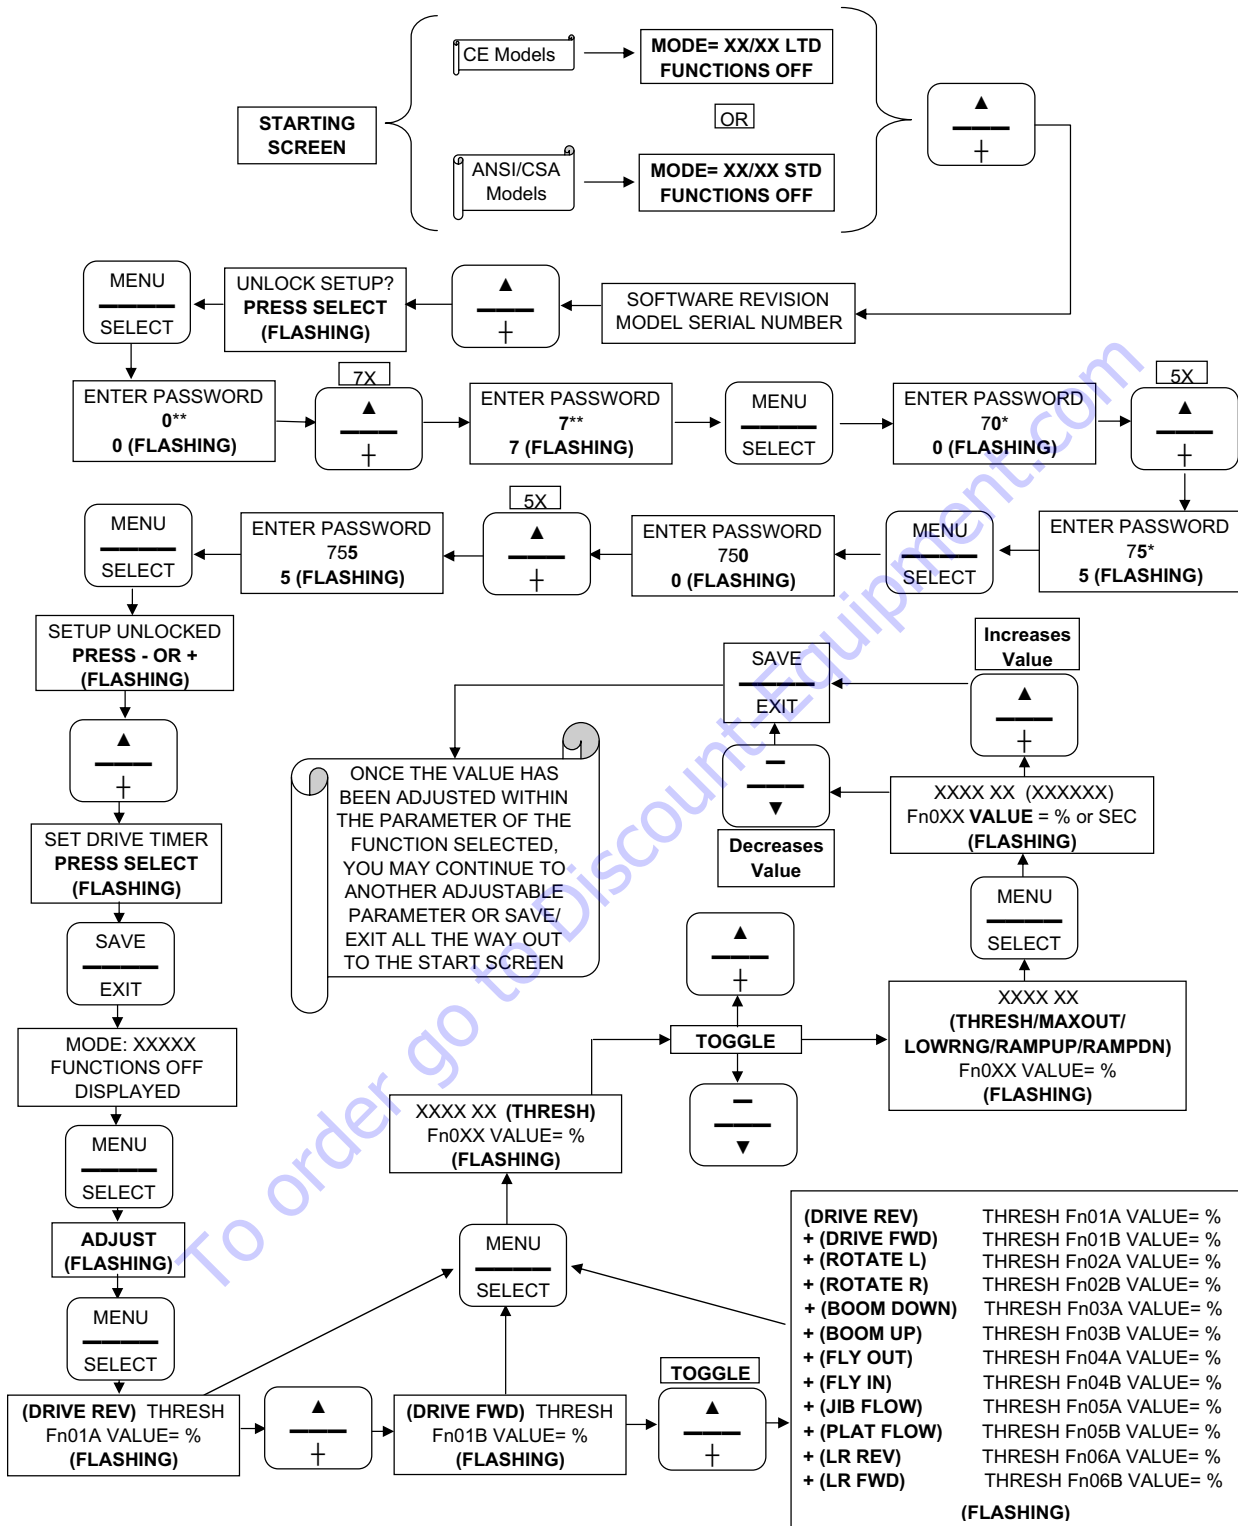 CE Models
MODE= XX/XX LTD
FUNCTIONS OFF
STARTING
SCREEN
OR
ANSI/CSA
Models
MODE= XX/XX STD
FUNCTIONS OFF
▲
+
MENU
SELECT
UNLOCK SETUP?
PRESS SELECT
(FLASHING)
▲
+
SOFTWARE REVISION
MODEL SERIAL NUMBER
ENTER PASSWORD
0**
0 (FLASHING)
7X
▲
+
ENTER PASSWORD
7**
7 (FLASHING)
MENU
SELECT
ENTER PASSWORD
70*
0 (FLASHING)
5X
▲
+
MENU
SELECT
ENTER PASSWORD
755
5 (FLASHING)
5X
▲
+
ENTER PASSWORD
750
0 (FLASHING)
MENU
SELECT
ENTER PASSWORD
75*
5 (FLASHING)
SETUP UNLOCKED
PRESS - OR +
(FLASHING)
▲
+
SET DRIVE TIMER
PRESS SELECT
(FLASHING)
SAVE
EXIT
MODE: XXXXX
FUNCTIONS OFF
DISPLAYED
MENU
SELECT
ADJUST
(FLASHING)
MENU
SELECT
(DRIVE REV) THRESH
Fn01A VALUE= %
(FLASHING)
▲
+
(DRIVE FWD) THRESH
Fn01B VALUE= %
(FLASHING)
TOGGLE
▲
+
(DRIVE REV) THRESH Fn01A VALUE= %
+ (DRIVE FWD) THRESH Fn01B VALUE= %
+ (ROTATE L) THRESH Fn02A VALUE= %
+ (ROTATE R) THRESH Fn02B VALUE= %
+ (BOOM DOWN) THRESH Fn03A VALUE= %
+ (BOOM UP) THRESH Fn03B VALUE= %
+ (FLY OUT) THRESH Fn04A VALUE= %
+ (FLY IN) THRESH Fn04B VALUE= %
+ (JIB FLOW) THRESH Fn05A VALUE= %
+ (PLAT FLOW) THRESH Fn05B VALUE= %
+ (LR REV) THRESH Fn06A VALUE= %
+ (LR FWD) THRESH Fn06B VALUE= %
(FLASHING)
MENU
SELECT
XXXX XX (THRESH)
Fn0XX VALUE= %
(FLASHING)
▲
+
TOGGLE
−
▼
XXXX XX
(THRESH/MAXOUT/
LOWRNG/RAMPUP/RAMPDN)
Fn0XX VALUE= %
(FLASHING)
MENU
SELECT
XXXX XX (XXXXXX)
Fn0XX VALUE = % or SEC
(FLASHING)
Increases
Value
▲
+
−
▼
Decreases
Value
SAVE
EXIT
ONCE THE VALUE HAS
BEEN ADJUSTED WITHIN
THE PARAMETER OF THE
FUNCTION SELECTED,
YOU MAY CONTINUE TO
ANOTHER ADJUSTABLE
PARAMETER OR SAVE/
EXIT ALL THE WAY OUT
TO THE START SCREEN
To order go to Discount-Equipment.com